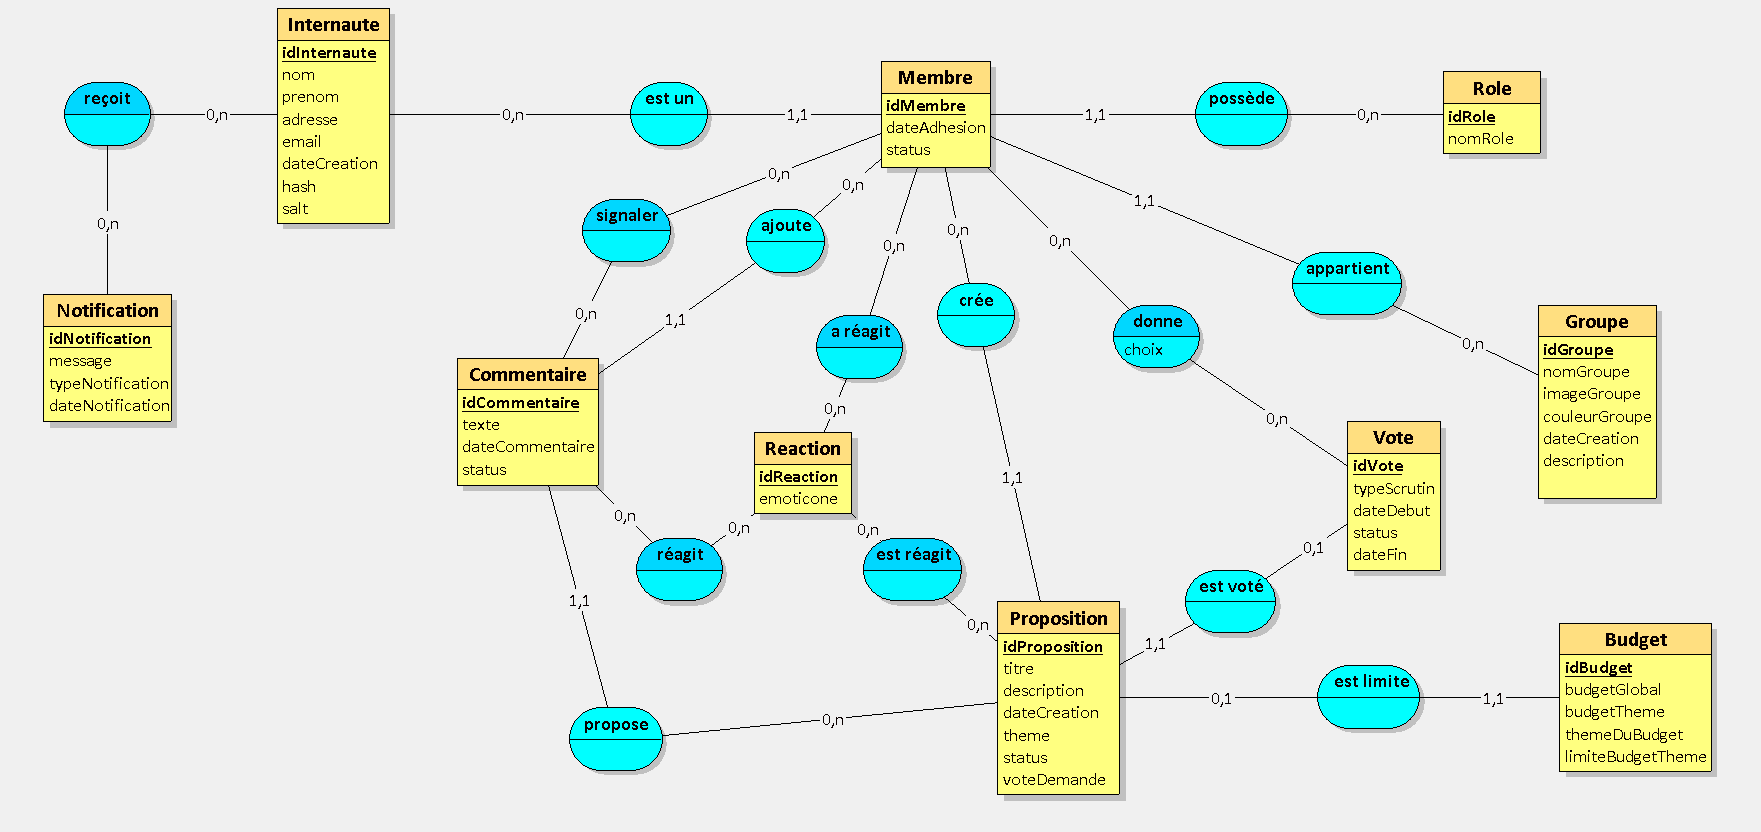 Internaute
idInternaute
nom
prenom
adresse
email
dateCreation
hash
salt
reçoit
0,n
0,n
Notification
idNotification
message
typeNotification
dateNotification
0,n
est un
1,1
Membre
idMembre
dateAdhesion
status
1,1
possède
0,n
Role
idRole
nomRole
0,n
signaler
0,n
0,n
ajoute
1,1
0,n
a réagit
0,n
0,n
crée
1,1
0,n
donne
choix
0,n
1,1
appartient
0,n
Groupe
idGroupe
nomGroupe
imageGroupe
couleurGroupe
dateCreation
description
Commentaire
idCommentaire
texte
dateCommentaire
status
Reaction
idReaction
emoticone
Vote
idVote
typeScrutin
dateDebut
status
dateFin
0,n
réagit
0,n
0,n
est réagit
0,n
0,1
est voté
1,1
1,1
propose
0,n
Proposition
idProposition
titre
description
dateCreation
theme
status
voteDemande
0,1
est limite
1,1
Budget
idBudget
budgetGlobal
budgetTheme
themeDuBudget
limiteBudgetTheme